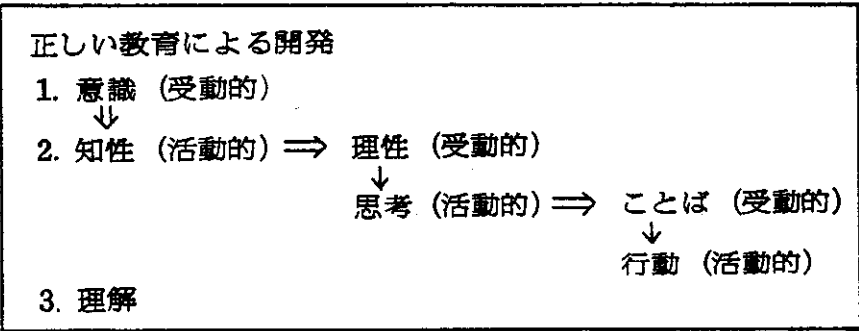 正しい教育による開発
1. 意識 (受動的)
⇓
2. 知性 (活動的) ⟹ 理性 (受動的)
↓
思考 (活動的) ⟹ ことば (受動的)
↓
行動 (活動的)
3. 理解